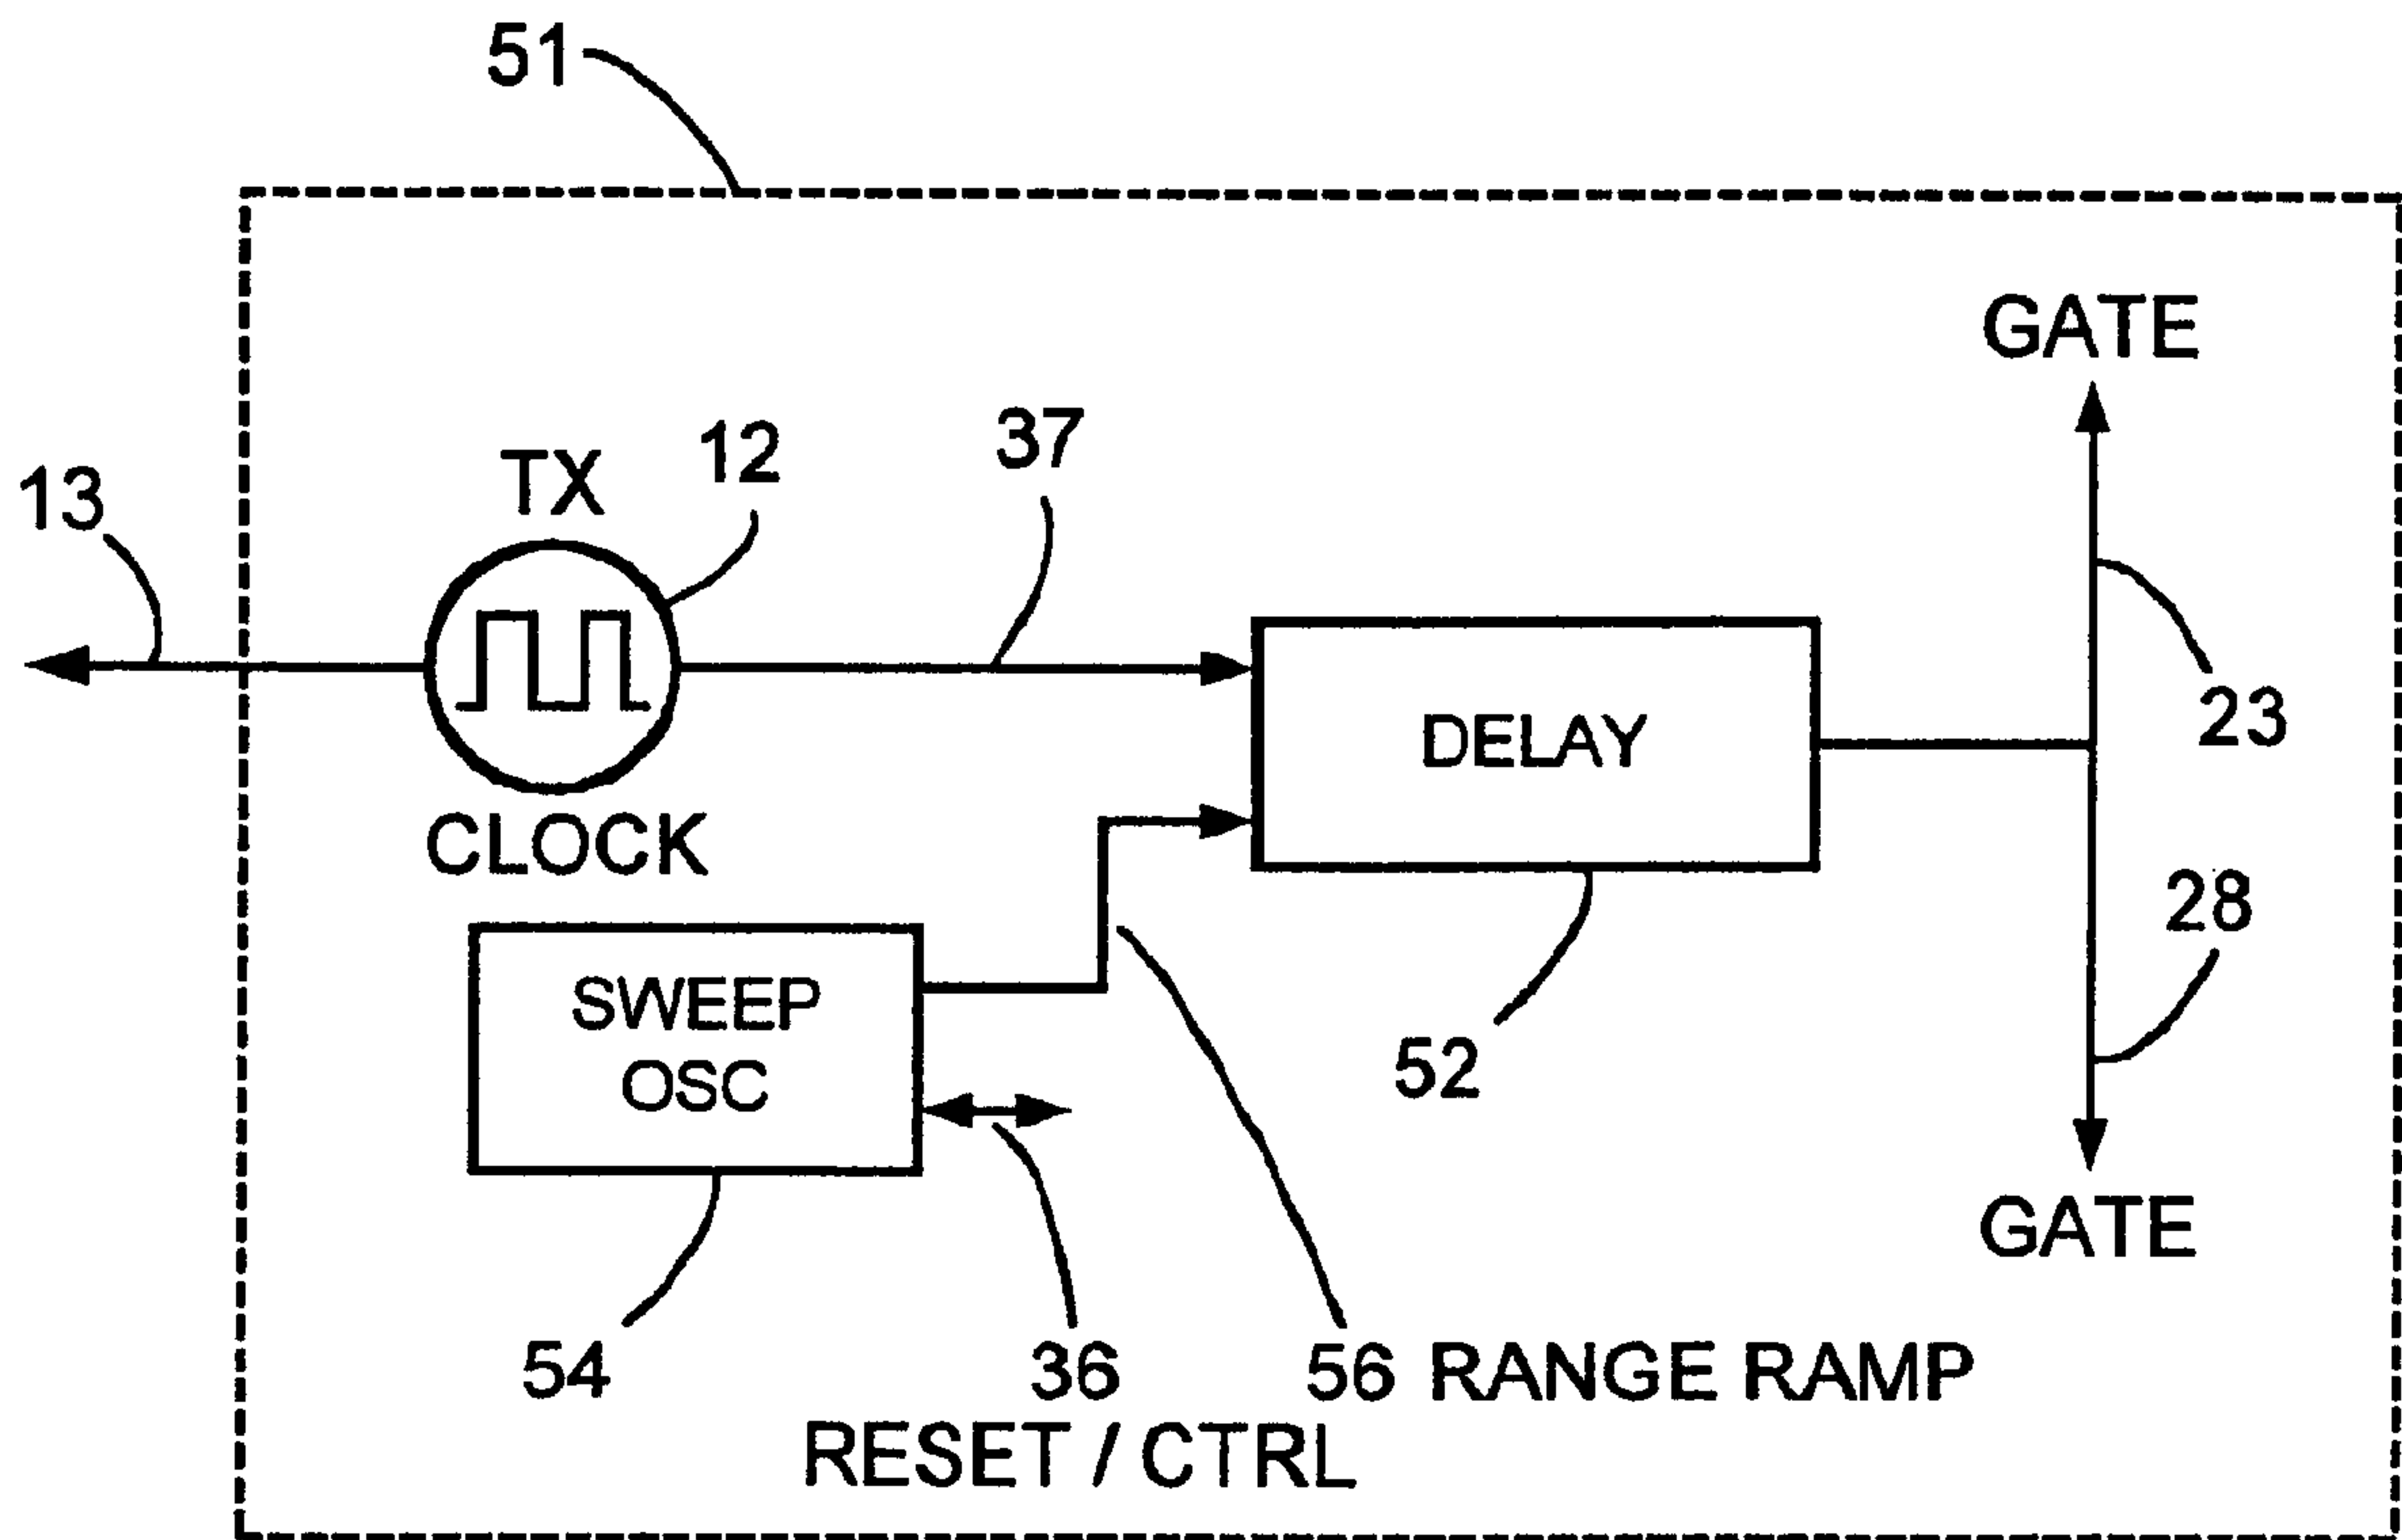 51
GATE
TX
12
37
13
23
DELAY
CLOCK
28
SWEEP
OSC
52
54
36
56 RANGE RAMP
RESET / CTRL
GATE